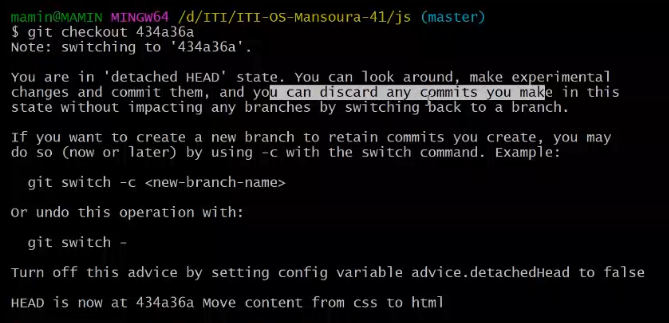 mamin@MAMIN MINGW64 /d/ITI/ITI-OS-Mansoura-41/js (master)
$ git checkout 434a36a
Note: switching to '434a36a'.
You are in 'detached HEAD' state. You can look around, make experimental
changes and commit them, and you can discard any commits you make in this
state without impacting any branches by switching back to a branch.
If you want to create a new branch to retain commits you create, you may
do so (now or later) by using -c with the switch command. Example:
git switch -c <new-branch-name>
Or undo this operation with:
git switch -
Turn off this advice by setting config variable advice.detachedHead to false
HEAD is now at 434a36a Move content from css to html